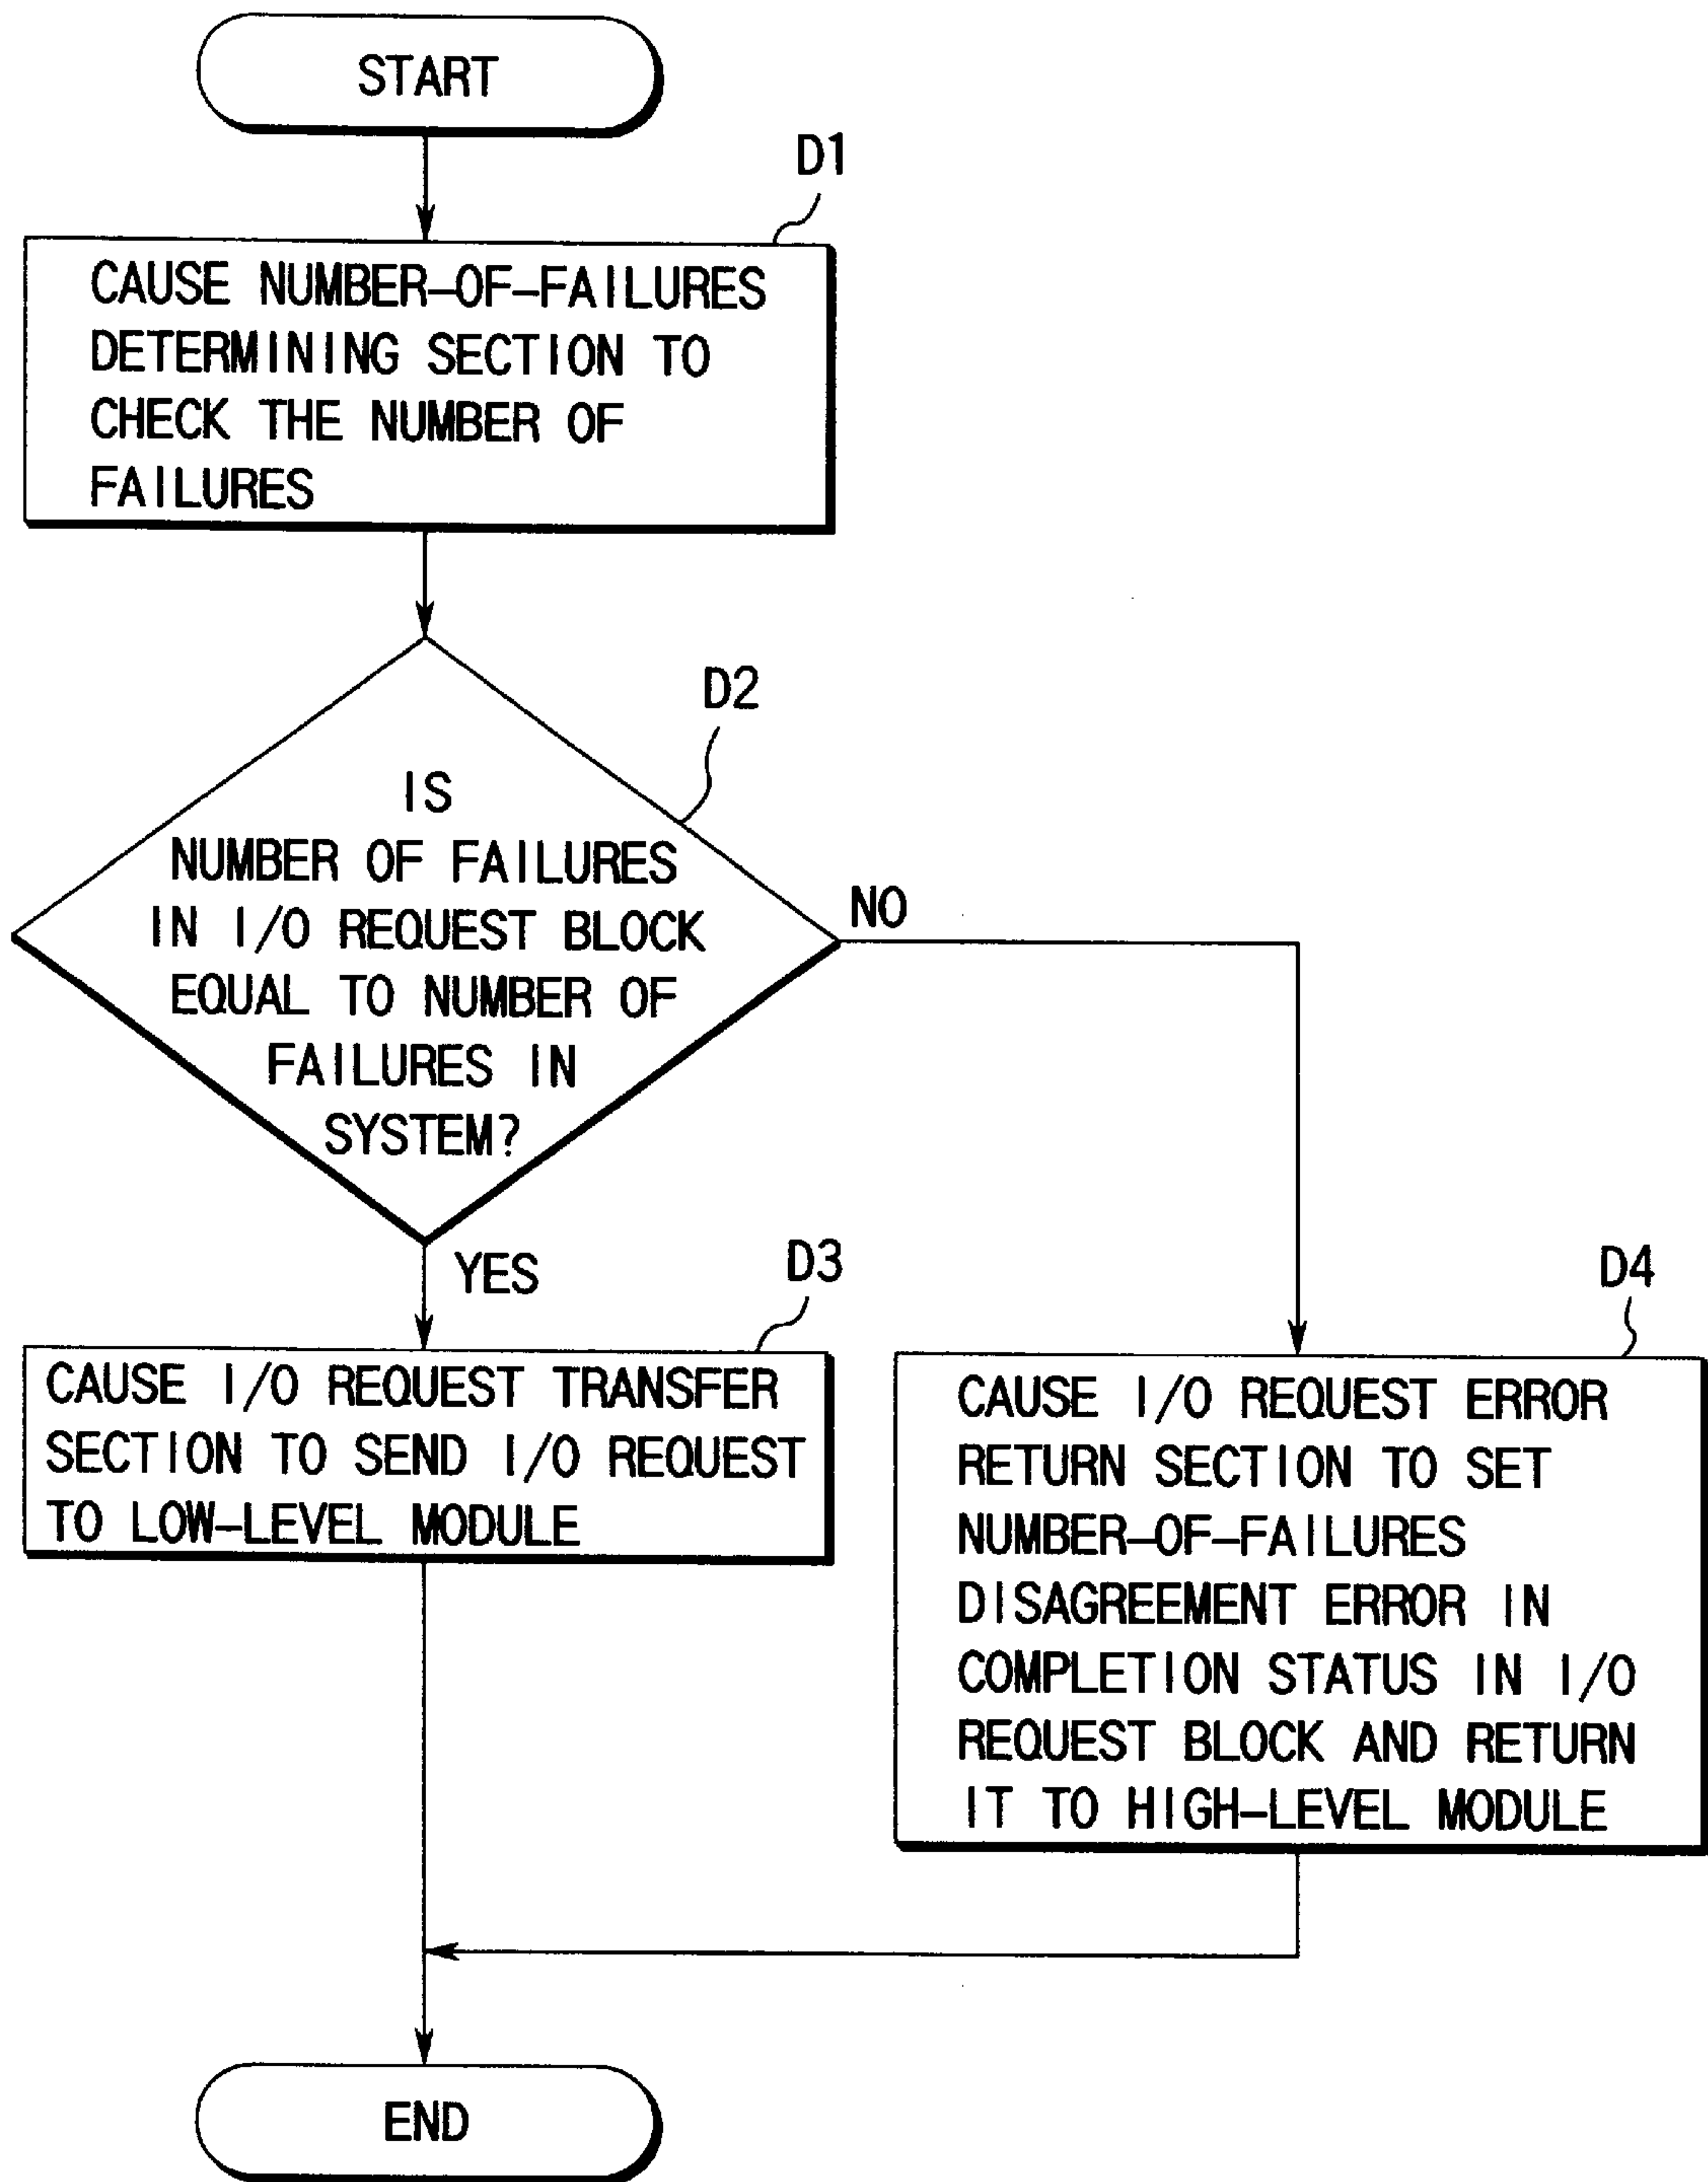 START
D1
CAUSE NUMBER-OF-FAILURES
DETERMINING SECTION TO
CHECK THE NUMBER OF
FAILURES
D2
IS
NUMBER OF FAILURES
IN I/O REQUEST BLOCK
EQUAL TO NUMBER OF
FAILURES IN
SYSTEM?
NO
YES
D3
CAUSE I/O REQUEST TRANSFER
SECTION TO SEND I/O REQUEST
TO LOW-LEVEL MODULE
D4
CAUSE I/O REQUEST ERROR
RETURN SECTION TO SET
NUMBER-OF-FAILURES
DISAGREEMENT ERROR IN
COMPLETION STATUS IN I/O
REQUEST BLOCK AND RETURN
IT TO HIGH-LEVEL MODULE
END